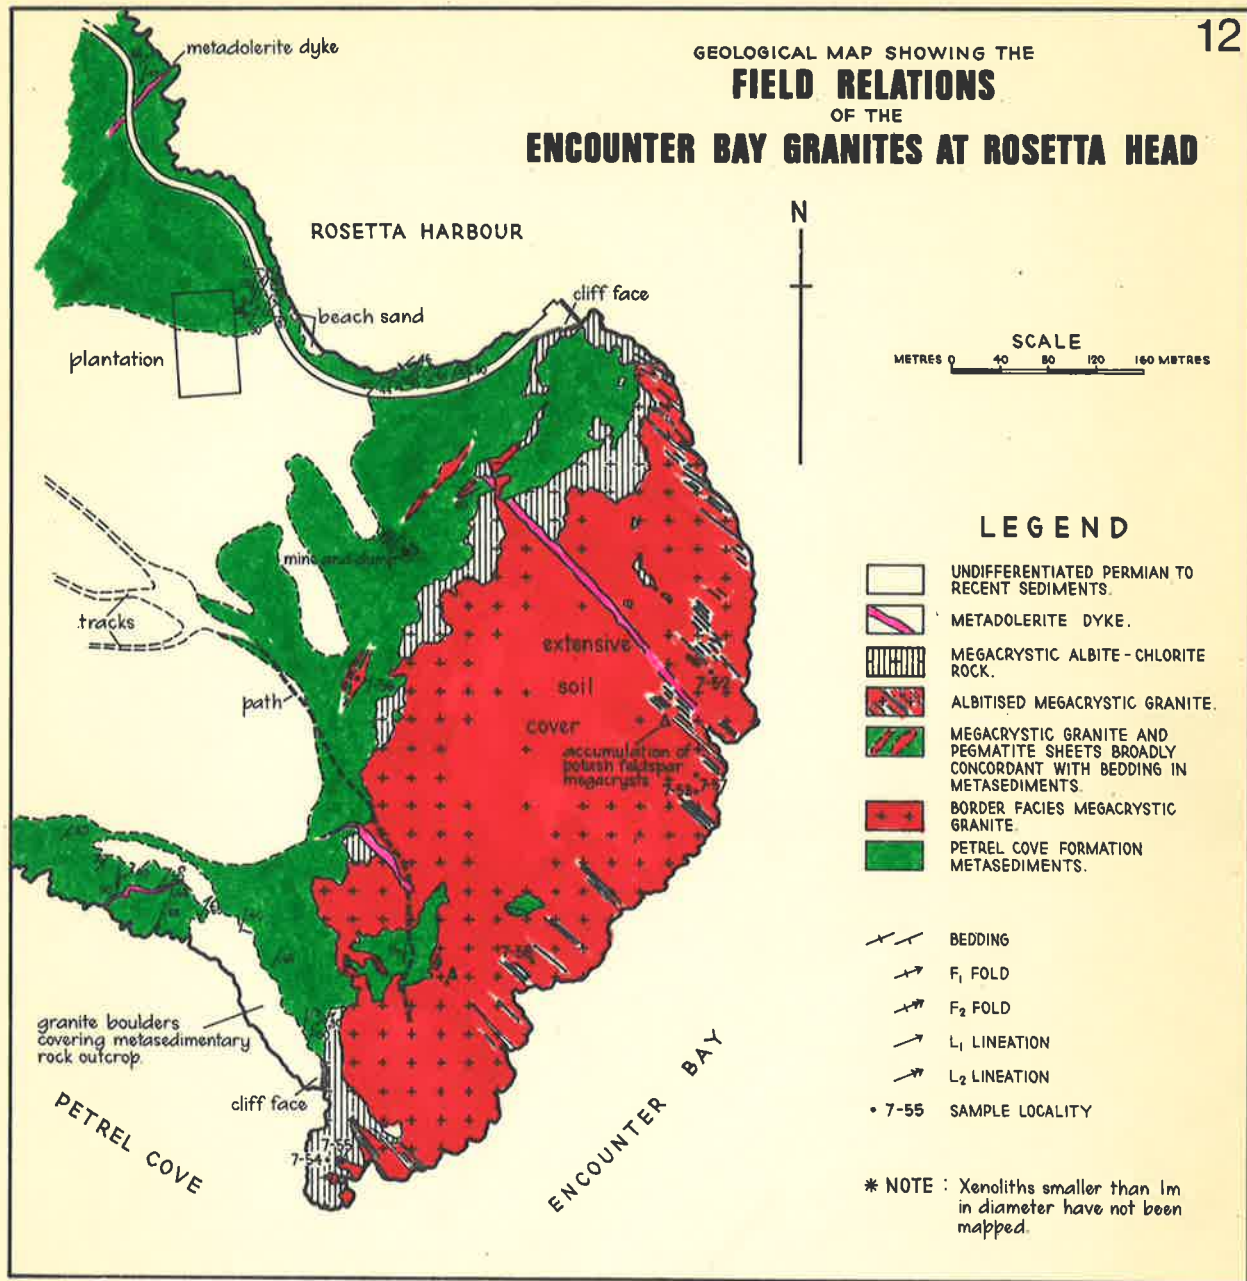 12
GEOLOGICAL MAP SHOWING THE
FIELD RELATIONS
OF THE
ENCOUNTER BAY GRANITES AT ROSETTA HEAD
metadolerite dyke
N
ROSETTA HARBOUR
cliff face
beach sand
plantation
SCALE
METRES 0 40 80 120 160 METRES
mine and dump
tracks
path
extensive
soil
cover
7-52
accumulation of
potash feldspar
megacrysts
7-58
granite boulders
covering metasedimentary
rock outcrop.
cliff face
7-55
7-54
PETREL COVE
ENCOUNTER BAY
LEGEND
UNDIFFERENTIATED PERMIAN TO
RECENT SEDIMENTS.
METADOLERITE DYKE.
MEGACRYSTIC ALBITE-CHLORITE
ROCK.
ALBITISED MEGACRYSTIC GRANITE.
MEGACRYSTIC GRANITE AND
PEGMATITE SHEETS BROADLY
CONCORDANT WITH BEDDING IN
METASEDIMENTS.
BORDER FACIES MEGACRYSTIC
GRANITE.
PETREL COVE FORMATION
METASEDIMENTS.
BEDDING
F1 FOLD
F2 FOLD
L1 LINEATION
L2 LINEATION
• 7-55 SAMPLE LOCALITY
* NOTE : Xenoliths smaller than 1m
in diameter have not been
mapped.